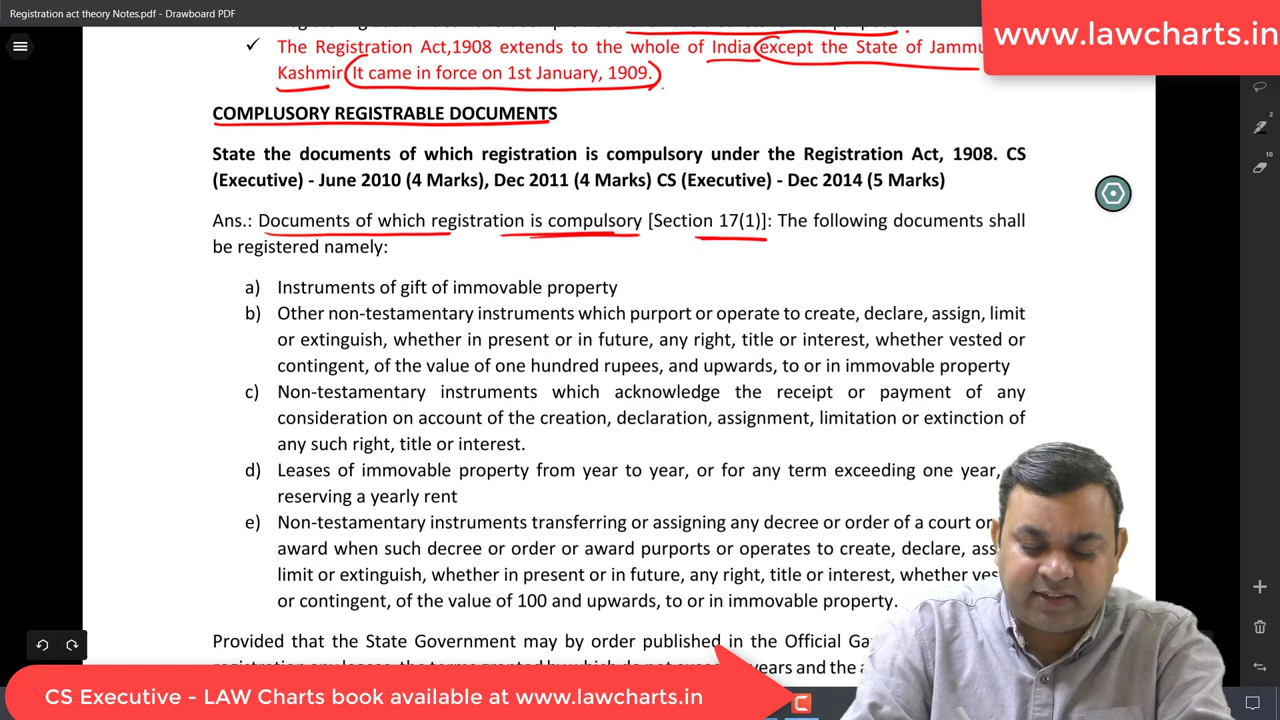 Registration act theory Notes.pdf - Drawboard PDF
www.lawcharts.in
✓ The Registration Act,1908 extends to the whole of India except the State of Jammu
Kashmir It came in force on 1st January, 1909.
COMPLUSORY REGISTRABLE DOCUMENTS
State the documents of which registration is compulsory under the Registration Act, 1908. CS
(Executive) - June 2010 (4 Marks), Dec 2011 (4 Marks) CS (Executive) - Dec 2014 (5 Marks)
Ans.: Documents of which registration is compulsory [Section 17(1)]: The following documents shall
be registered namely:
a) Instruments of gift of immovable property
b) Other non-testamentary instruments which purport or operate to create, declare, assign, limit
or extinguish, whether in present or in future, any right, title or interest, whether vested or
contingent, of the value of one hundred rupees, and upwards, to or in immovable property
c) Non-testamentary instruments which acknowledge the receipt or payment of any
consideration on account of the creation, declaration, assignment, limitation or extinction of
any such right, title or interest.
d) Leases of immovable property from year to year, or for any term exceeding one year,
reserving a yearly rent
e) Non-testamentary instruments transferring or assigning any decree or order of a court or
award when such decree or order or award purports or operates to create, declare,
limit or extinguish, whether in present or in future, any right, title or interest, whether
or contingent, of the value of 100 and upwards, to or in immovable property.
Provided that the State Government may by order published in the Official
years and the
CS Executive - LAW Charts book available at www.lawcharts.in